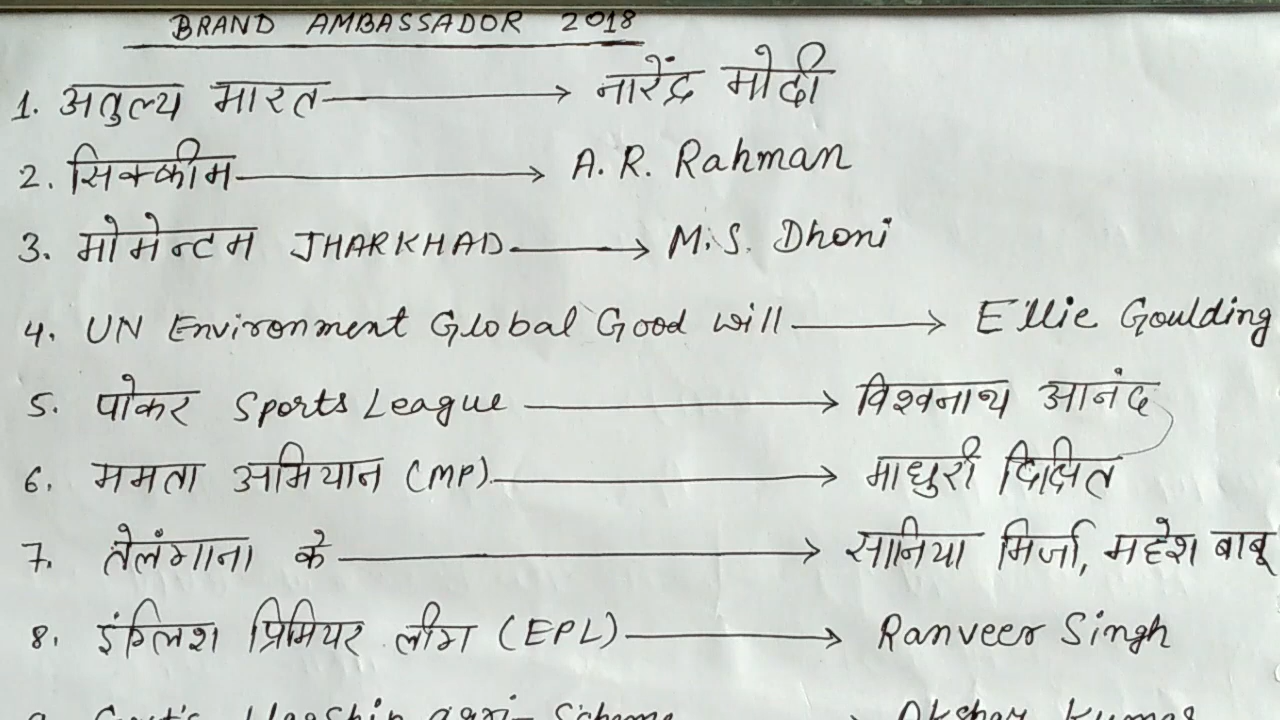 BRAND AMBASSADOR 2018
1. अतुल्य भारत → नारेंद्र मोदी
2. सिक्कीम → A.R. Rahman
3. मोमेन्टम JHARKHAD → M.S. Dhoni
4. UN Environment Global Good will → Ellie Goulding
5. पोकर Sports League → विश्वनाथ आनंद
6. ममता अभियान (MP) → माधुरी दिक्षित
7. तेलंगाना के → सानिया मिर्जा, महेश बाबू
8. इंग्लिश प्रिमियर लीग (EPL) → Ranveer Singh